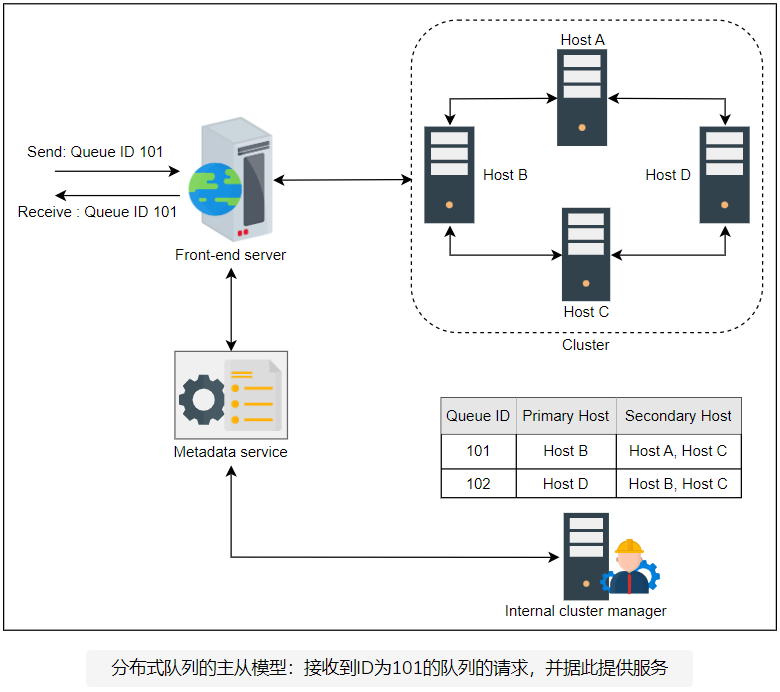 Host A
Send: Queue ID 101
Host B
Host D
Receive : Queue ID 101
Front-end server
Host C
Cluster
Queue ID Primary Host Secondary Host
101 Host B Host A, Host C
102 Host D Host B, Host C
Metadata service
Internal cluster manager
分布式队列的主从模型：接收到ID为101的队列的请求，并据此提供服务